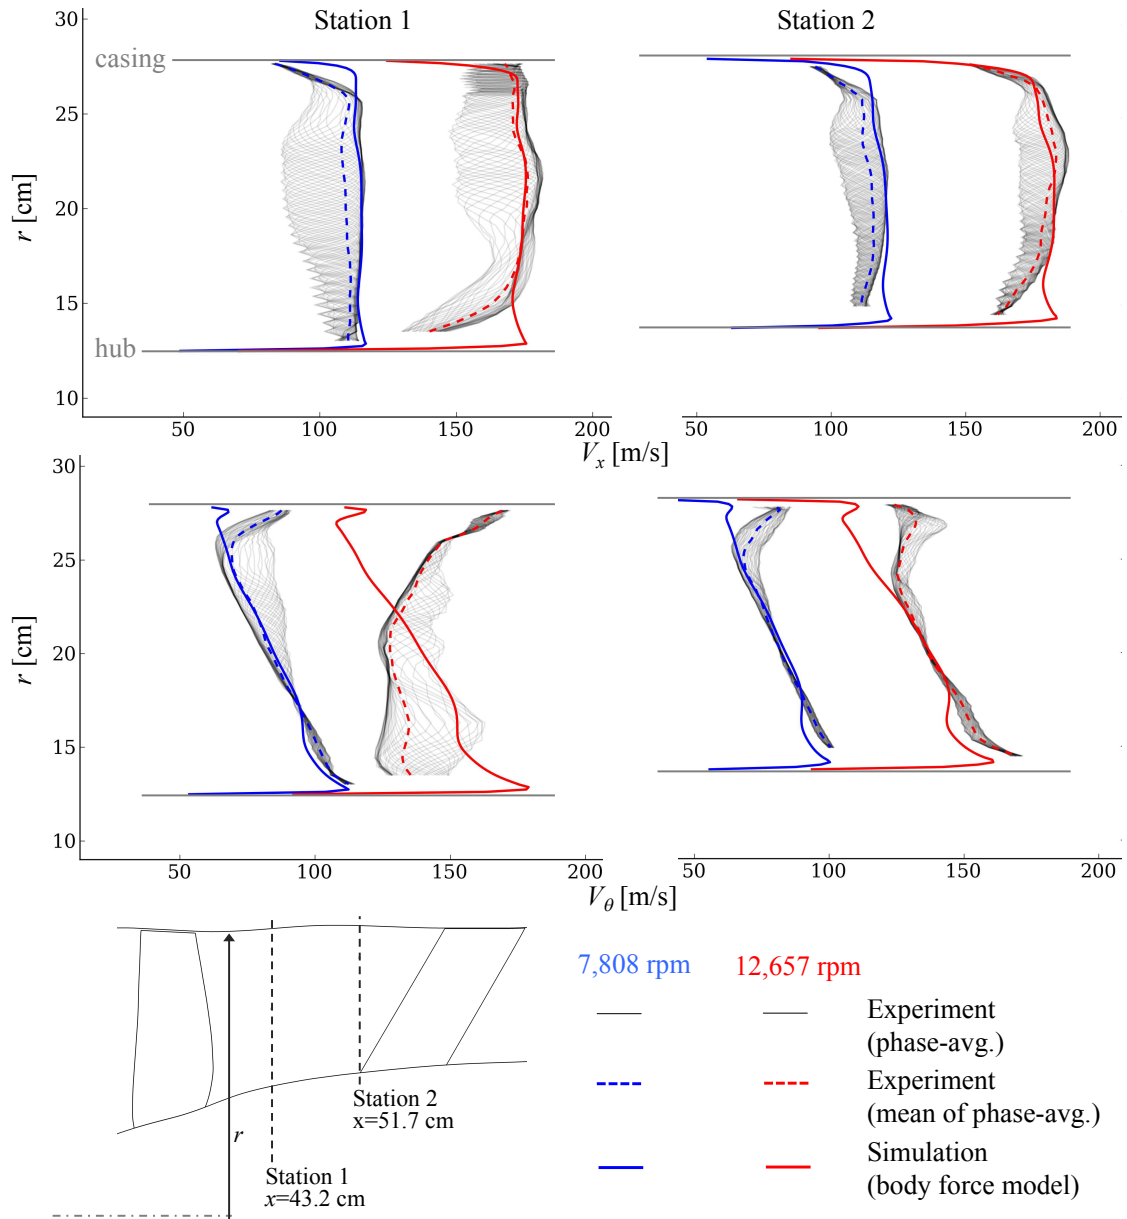 Station 1
Station 2
30
casing
25
20
15
hub
10
r [cm]
50
100
150
200
50
100
150
200
V_x [m/s]
30
25
20
15
10
r [cm]
50
100
150
200
50
100
150
200
V_θ [m/s]
r
Station 2
x=51.7 cm
Station 1
x=43.2 cm
7,808 rpm
12,657 rpm
Experiment
(phase-avg.)
Experiment
(mean of phase-avg.)
Simulation
(body force model)